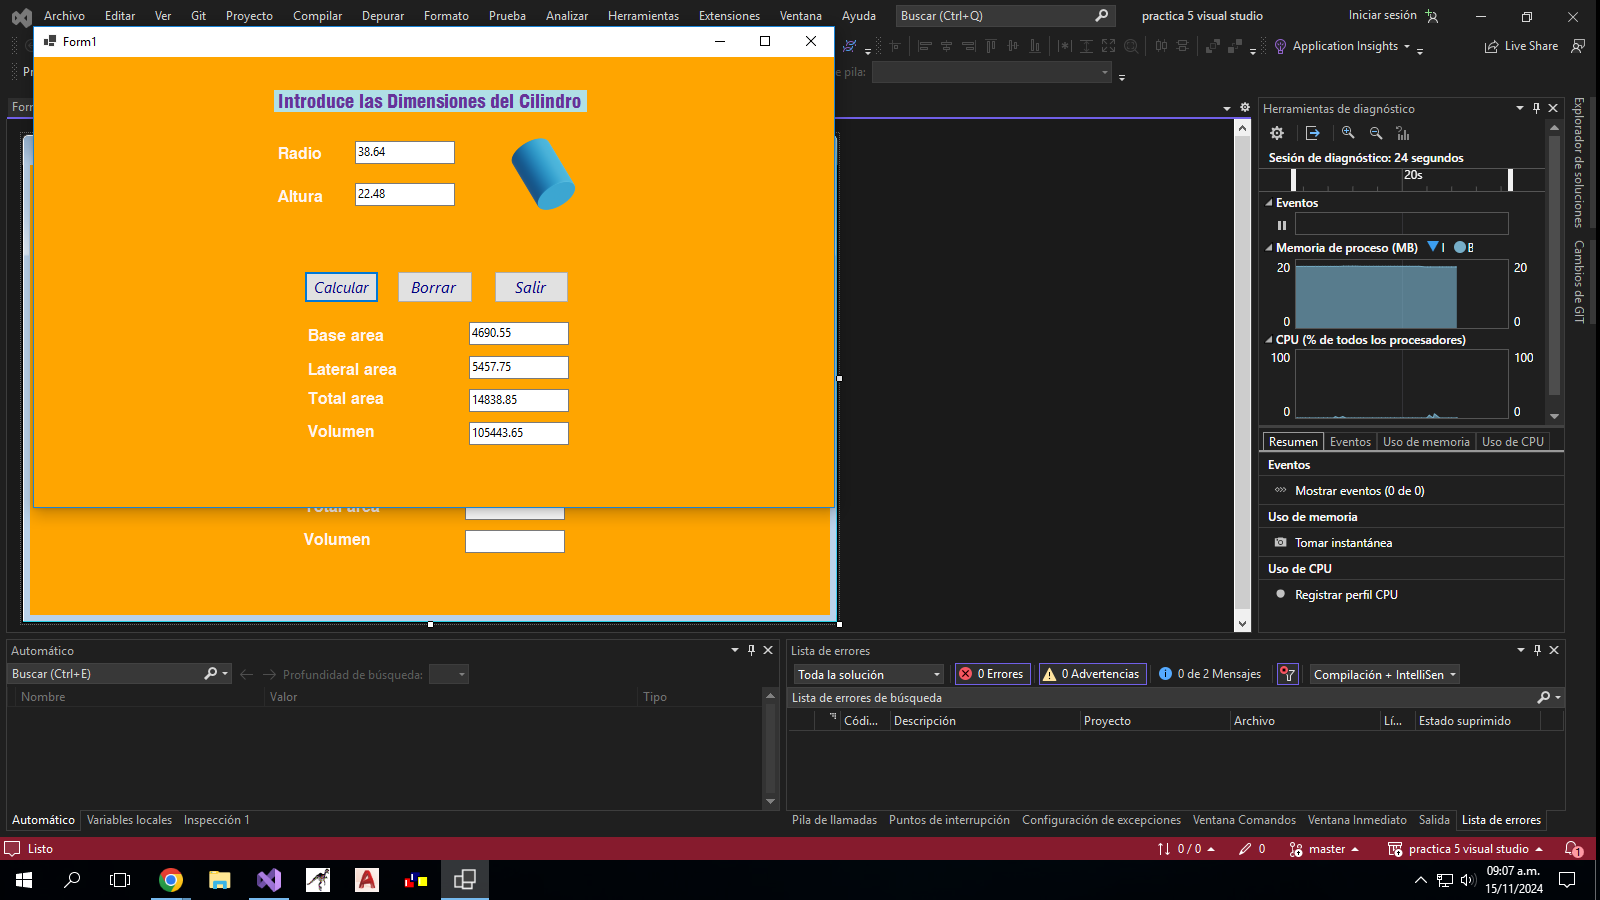 Archivo Editar Ver Git Proyecto Compilar Depurar Formato Prueba Analizar Herramientas Extensiones Ventana Ayuda Buscar (Ctrl+Q) practica 5 visual studio Iniciar sesión
Form1
Application Insights Live Share
Pr e pila:
Form
Introduce las Dimensiones del Cilindro
Radio 38.64
Altura 22.48
Calcular Borrar Salir
Base area 4690.55
Lateral area 5457.75
Total area 14838.85
Volumen 105443.65
Total area
Volumen
Herramientas de diagnóstico
Sesión de diagnóstico: 24 segundos
20s
Eventos
Memoria de proceso (MB) I B
20 20
0 0
CPU (% de todos los procesadores)
100 100
0 0
Resumen Eventos Uso de memoria Uso de CPU
Eventos
Mostrar eventos (0 de 0)
Uso de memoria
Tomar instantánea
Uso de CPU
Registrar perfil CPU
Explorador de soluciones
Cambios de GIT
Automático
Buscar (Ctrl+E) Profundidad de búsqueda:
Nombre Valor Tipo
Automático Variables locales Inspección 1
Lista de errores
Toda la solución 0 Errores 0 Advertencias 0 de 2 Mensajes Compilación + IntelliSen
Lista de errores de búsqueda
Códi... Descripción Proyecto Archivo Lí... Estado suprimido
Pila de llamadas Puntos de interrupción Configuración de excepciones Ventana Comandos Ventana Inmediato Salida Lista de errores
Listo 0 / 0 0 master practica 5 visual studio 1
09:07 a.m.
15/11/2024